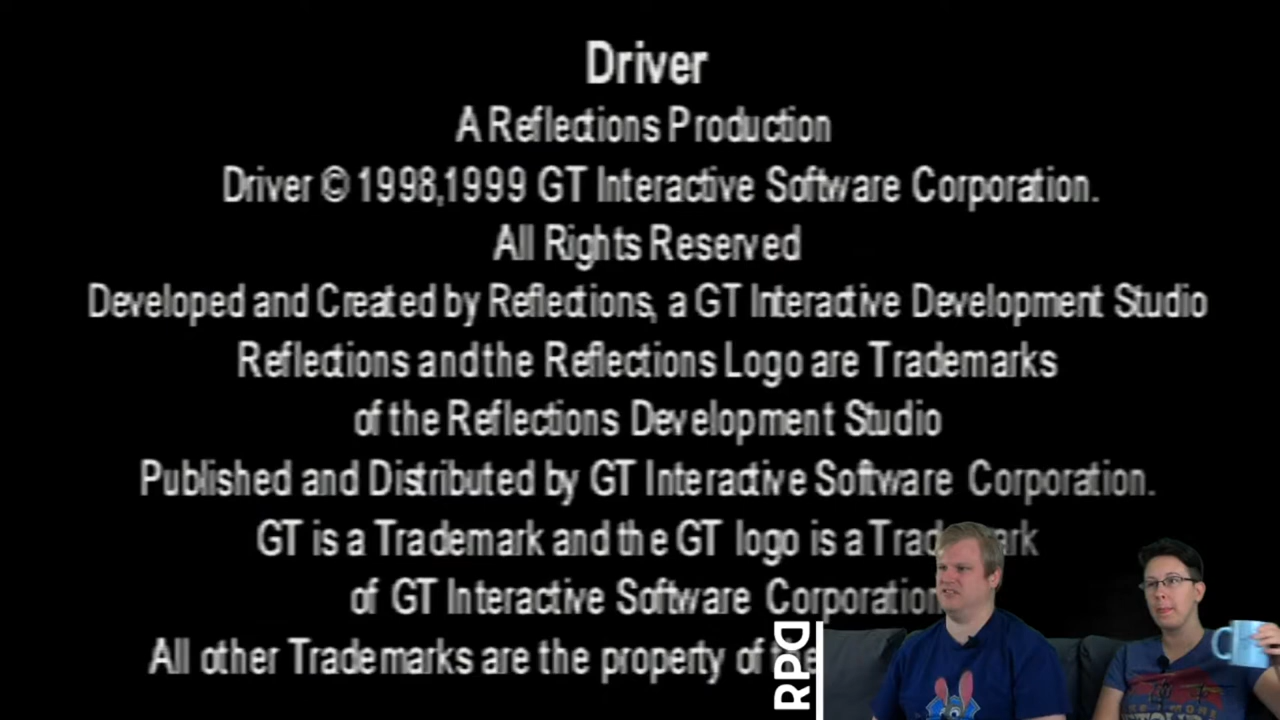 Driver
A Reflections Production
Driver © 1998,1999 GT Interactive Software Corporation.
All Rights Reserved
Developed and Created by Reflections, a GT Interactive Development Studio
Reflections and the Reflections Logo are Trademarks
of the Reflections Development Studio
Published and Distributed by GT Interactive Software Corporation.
GT is a Trademark and the GT logo is a Trademark
of GT Interactive Software Corporation
All other Trademarks are the property of
RPD